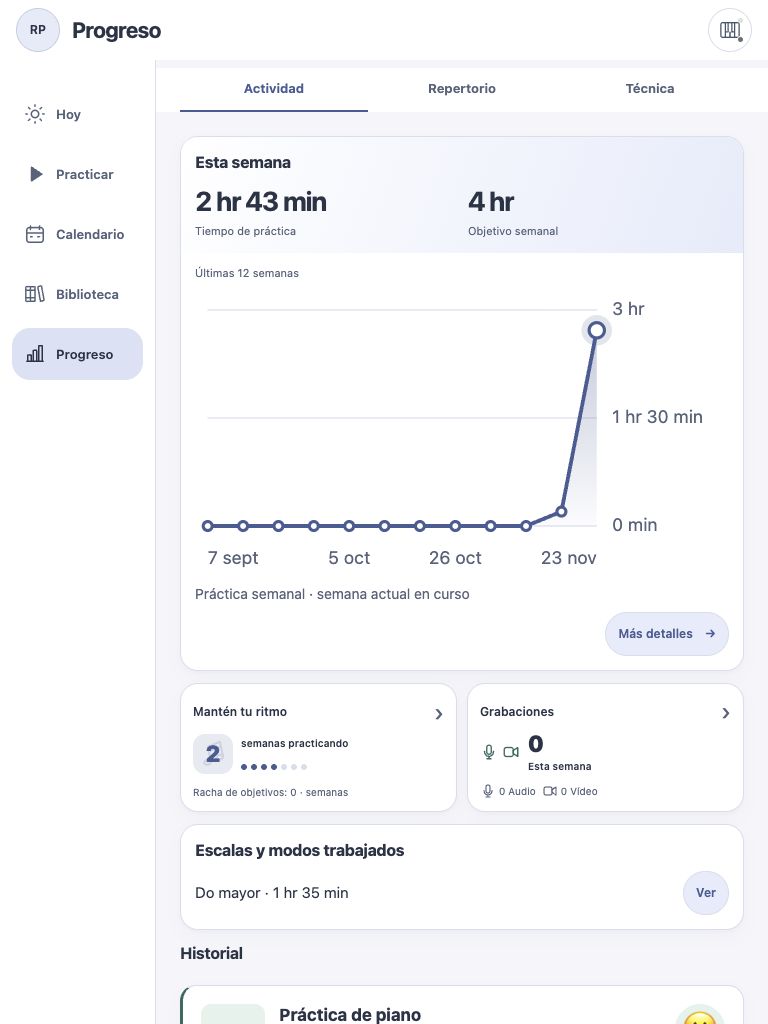 RP
Progreso
Hoy
Practicar
Calendario
Biblioteca
Progreso
Actividad
Repertorio
Técnica
Esta semana
2 hr 43 min
Tiempo de práctica
4 hr
Objetivo semanal
Últimas 12 semanas
3 hr
1 hr 30 min
0 min
7 sept
5 oct
26 oct
23 nov
Práctica semanal · semana actual en curso
Más detalles
Mantén tu ritmo
2
semanas practicando
Racha de objetivos: 0 · semanas
Grabaciones
0
Esta semana
0 Audio
0 Vídeo
Escalas y modos trabajados
Do mayor · 1 hr 35 min
Ver
Historial
Práctica de piano